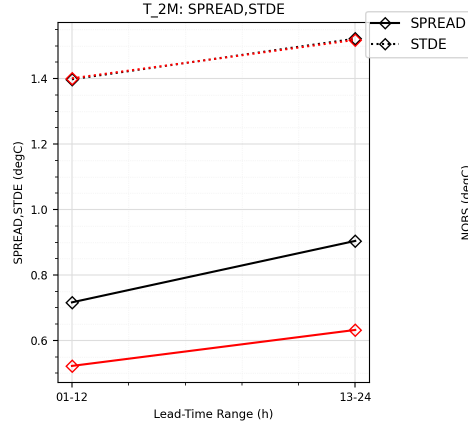 T_2M: SPREAD,STDE
SPREAD
STDE
1.4
1.2
1.0
0.8
0.6
SPREAD,STDE (degC)
01-12
13-24
Lead-Time Range (h)
NOBS (degC)